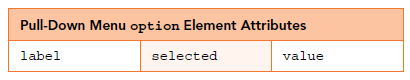 Pull-Down Menu option Element Attributes
label selected value